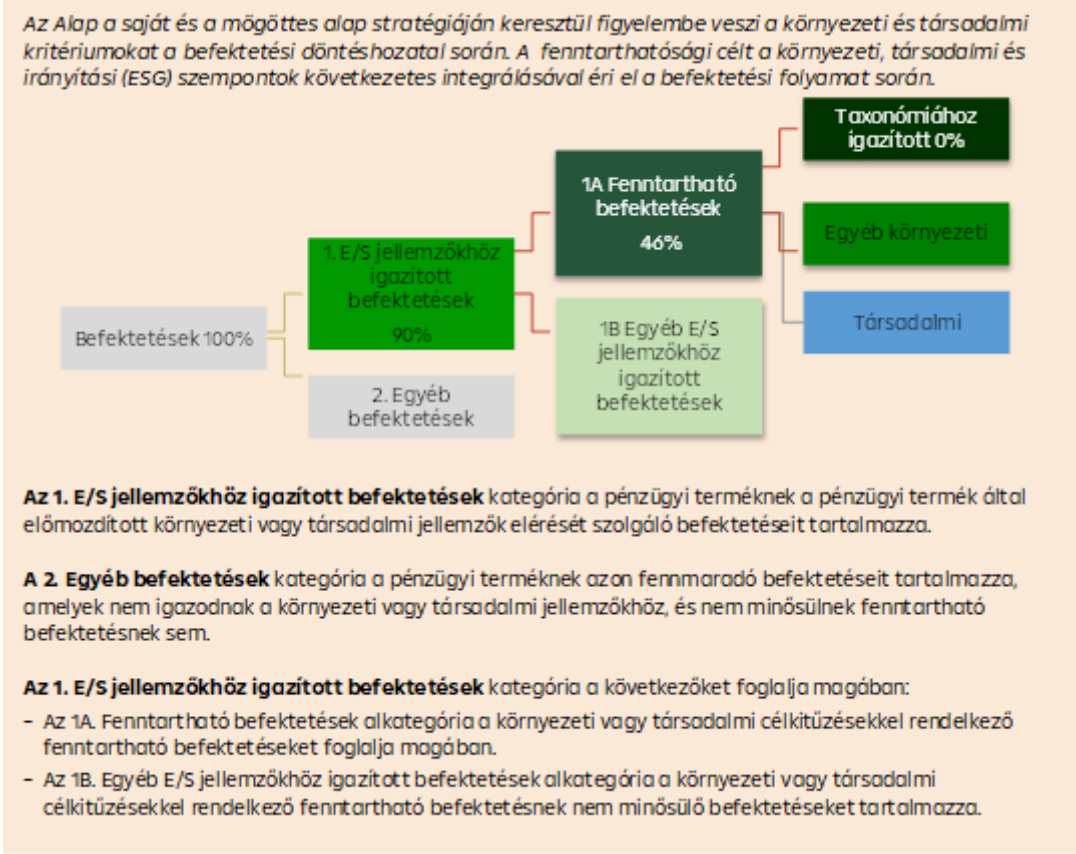 Az Alap a saját és a mögöttes alap stratégiáján keresztül figyelembe veszi a környezeti és társadalmi
kritériumokat a befektetési döntéshozatal során. A fenntarthatósági célt a környezeti, társadalmi és
irányítási (ESG) szempontok következetes integrálásával éri el a befektetési folyamat során.
Befektetések 100%
1. E/S jellemzőkhöz
igazított
befektetések
90%
2. Egyéb
befektetések
1A Fenntartható
befektetések
46%
1B Egyéb E/S
jellemzőkhöz
igazított
befektetések
Taxonómiához
igazított 0%
Egyéb környezeti
Társadalmi
Az 1. E/S jellemzőkhöz igazított befektetések kategória a pénzügyi terméknek a pénzügyi termék által
előmozdított környezeti vagy társadalmi jellemzők elérését szolgáló befektetéseit tartalmazza.
A 2. Egyéb befektetések kategória a pénzügyi terméknek azon fennmaradó befektetéseit tartalmazza,
amelyek nem igazodnak a környezeti vagy társadalmi jellemzőkhöz, és nem minősülnek fenntartható
befektetésnek sem.
Az 1. E/S jellemzőkhöz igazított befektetések kategória a következőket foglalja magában:
– Az 1A. Fenntartható befektetések alkategória a környezeti vagy társadalmi célkitűzésekkel rendelkező
fenntartható befektetéseket foglalja magában.
– Az 1B. Egyéb E/S jellemzőkhöz igazított befektetések alkategória a környezeti vagy társadalmi
célkitűzésekkel rendelkező fenntartható befektetésnek nem minősülő befektetéseket tartalmazza.